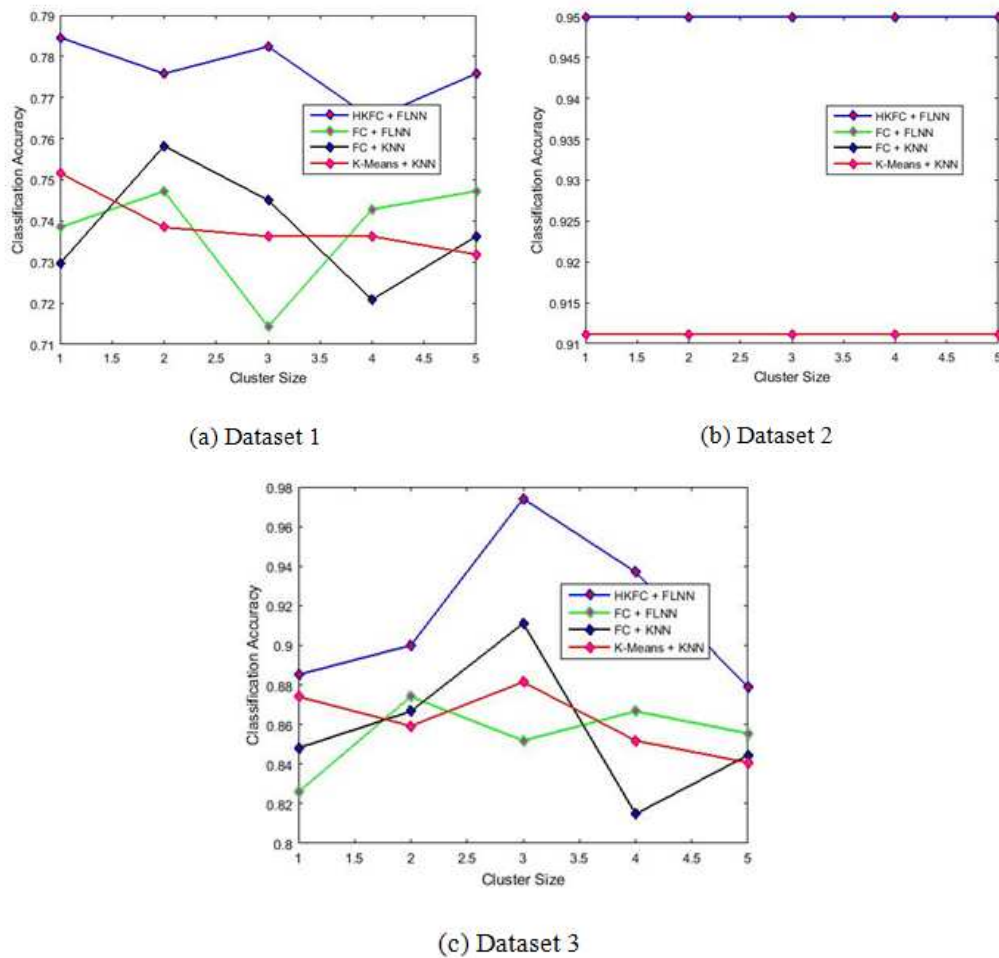 0.79
0.78
0.77
0.76
0.75
0.74
0.73
0.72
0.71
Classification Accuracy
HKFC + FLNN
FC + FLNN
FC + KNN
K-Means + KNN
1 1.5 2 2.5 3 3.5 4 4.5 5
Cluster Size
(a) Dataset 1
0.95
0.945
0.94
0.935
0.93
0.925
0.92
0.915
0.91
Classification Accuracy
HKFC + FLNN
FC + FLNN
FC + KNN
K-Means + KNN
1 1.5 2 2.5 3 3.5 4 4.5 5
Cluster Size
(b) Dataset 2
0.98
0.96
0.94
0.92
0.9
0.88
0.86
0.84
0.82
0.8
Classification Accuracy
HKFC + FLNN
FC + FLNN
FC + KNN
K-Means + KNN
1 1.5 2 2.5 3 3.5 4 4.5 5
Cluster Size
(c) Dataset 3